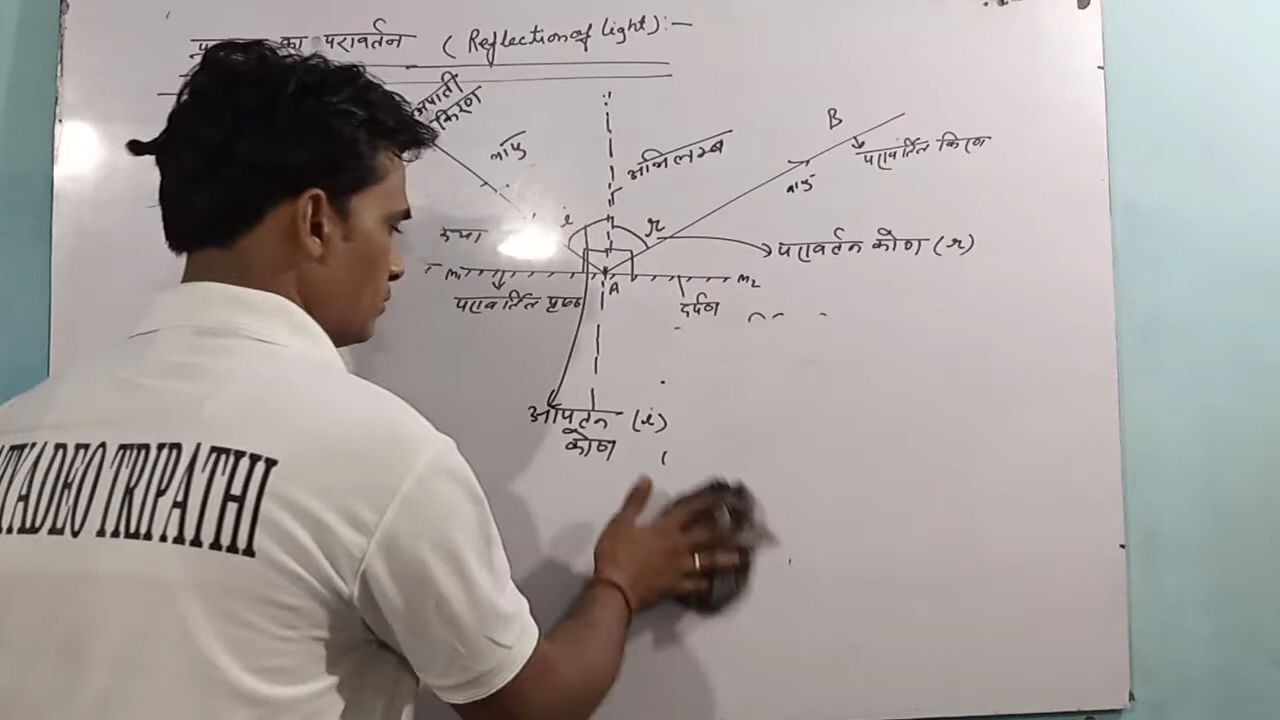 का परावर्तन (Reflection of light):-
अपाती
किरण
B
परावर्तित किरण
वायु
अभिलम्ब
वायु
i r
परावर्तन कोण (r)
M1 M2
A
परावर्तित पृष्ठ
दर्पण
आपतन (i)
कोण
TYADEO TRIPATHI